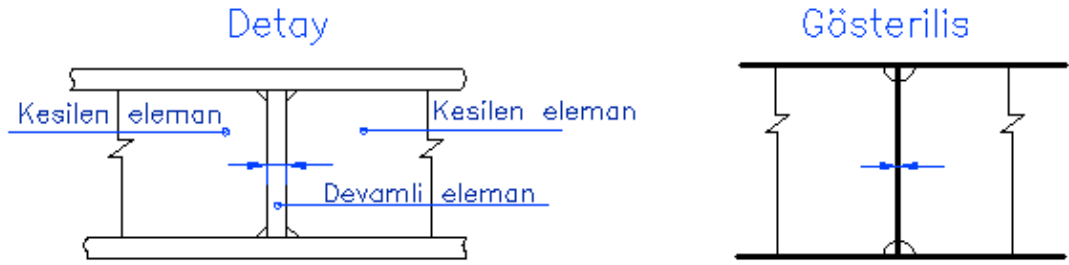 Detay
Gösterilis
Kesilen eleman
Kesilen eleman
Devamli eleman